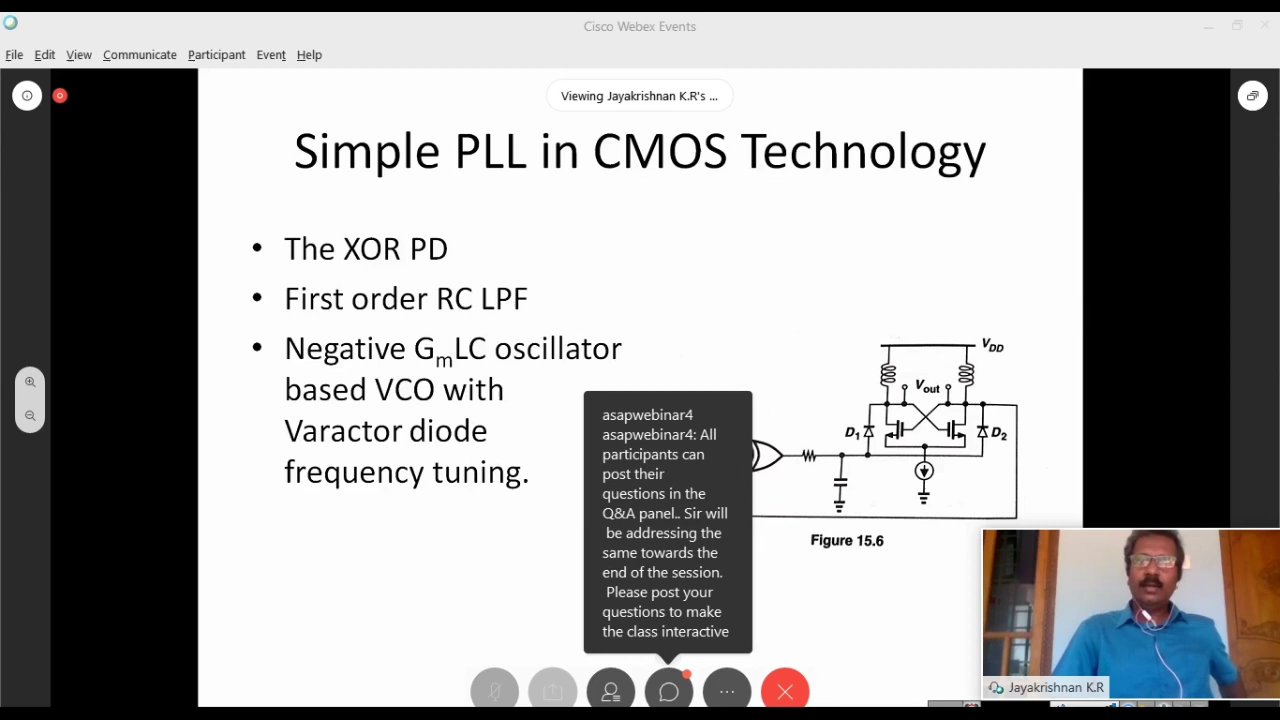 Cisco Webex Events
File Edit View Communicate Participant Event Help
Viewing Jayakrishnan K.R's ...
Simple PLL in CMOS Technology
• The XOR PD
• First order RC LPF
• Negative GmLC oscillator
based VCO with
Varactor diode
frequency tuning.
VDD
Vout
D1
D2
Figure 15.6
asapwebinar4
asapwebinar4: All
participants can
post their
questions in the
Q&A panel.. Sir will
be addressing the
same towards the
end of the session.
Please post your
questions to make
the class interactive
Jayakrishnan K.R